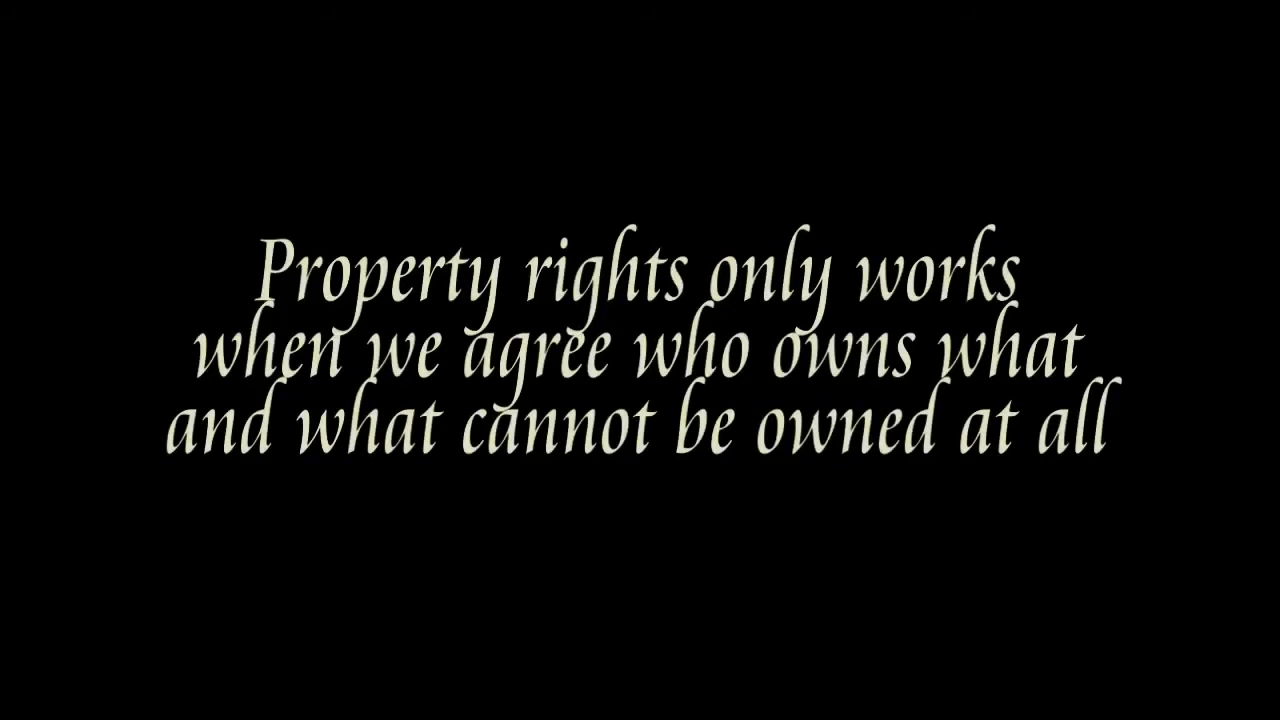 Property rights only works
when we agree who owns what
and what cannot be owned at all